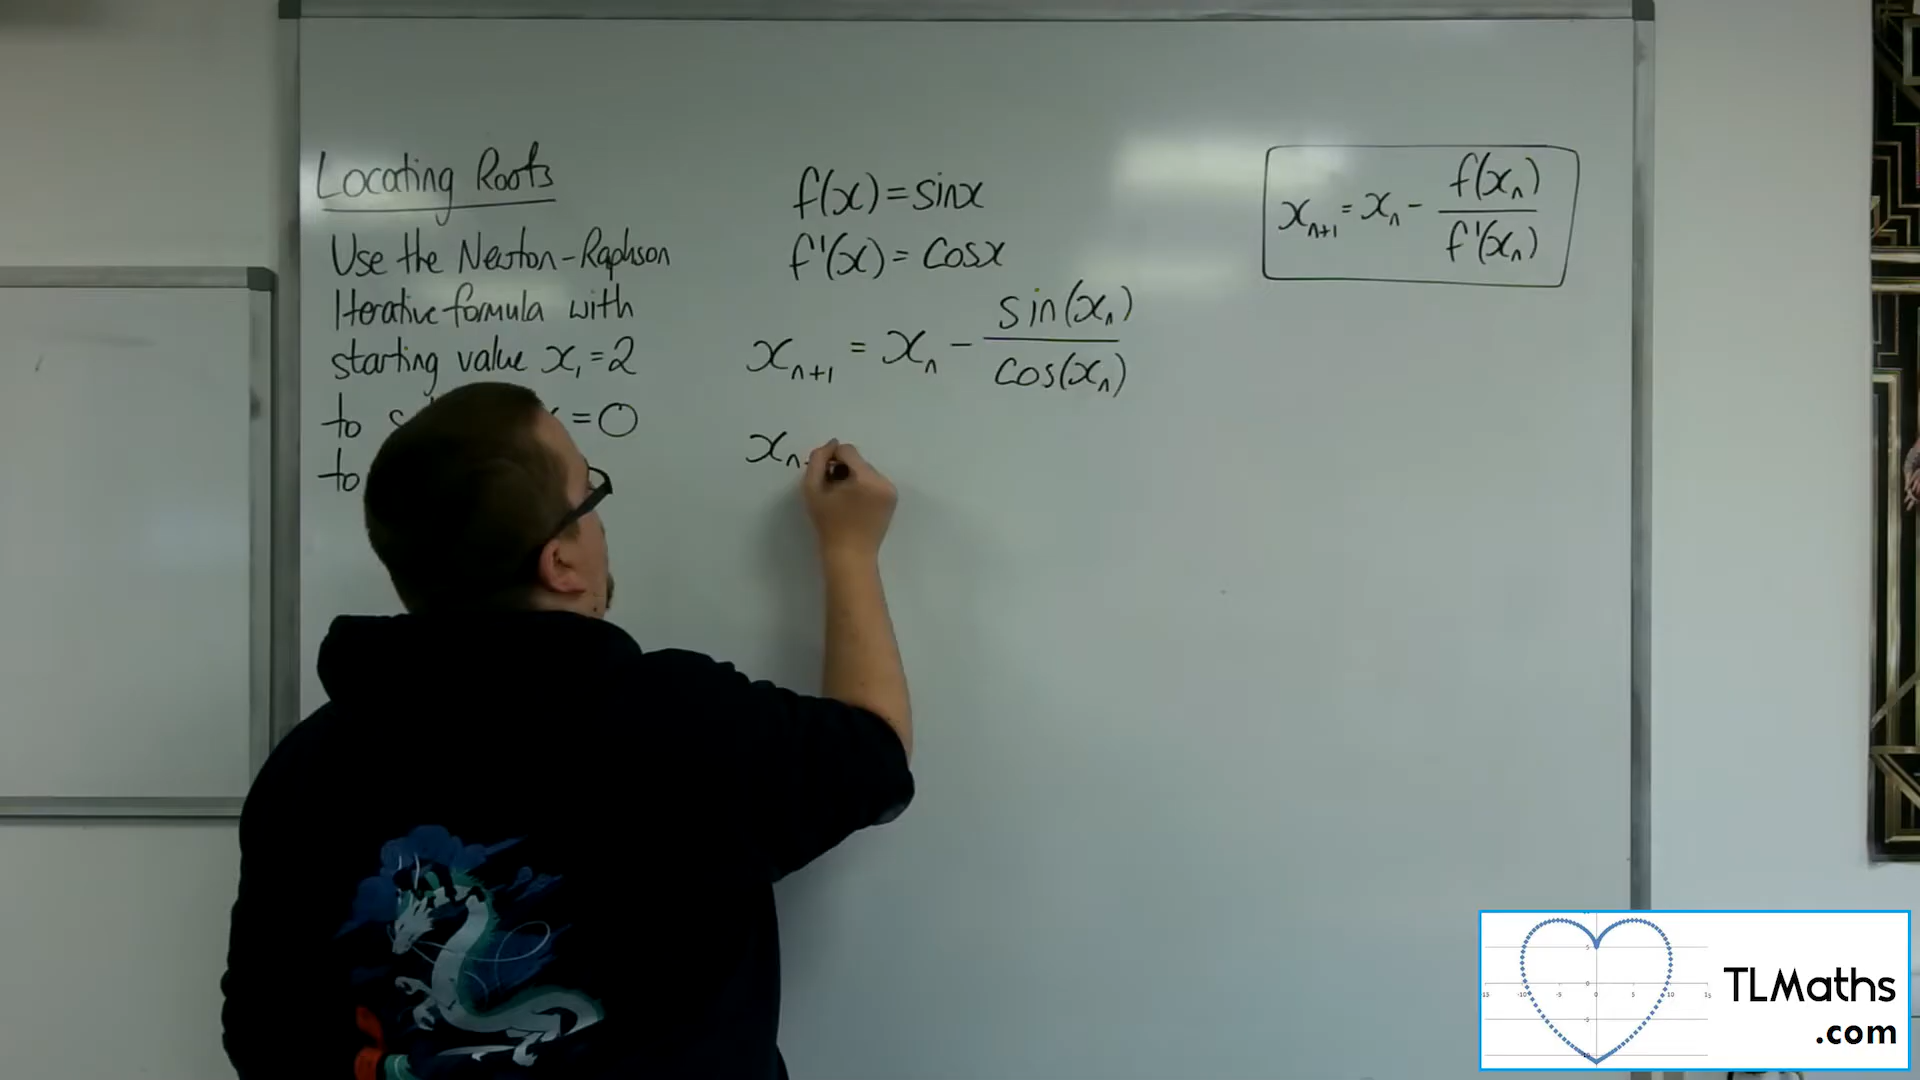 Locating Roots
Use the Newton-Raphson
Iterative formula with
starting value x₁=2
to =0
to
f(x)=sinx
f'(x)=cosx
xₙ₊₁ = xₙ - sin(xₙ)/cos(xₙ)
xₙ
xₙ₊₁ = xₙ - f(xₙ)/f'(xₙ)
TLMaths
.com